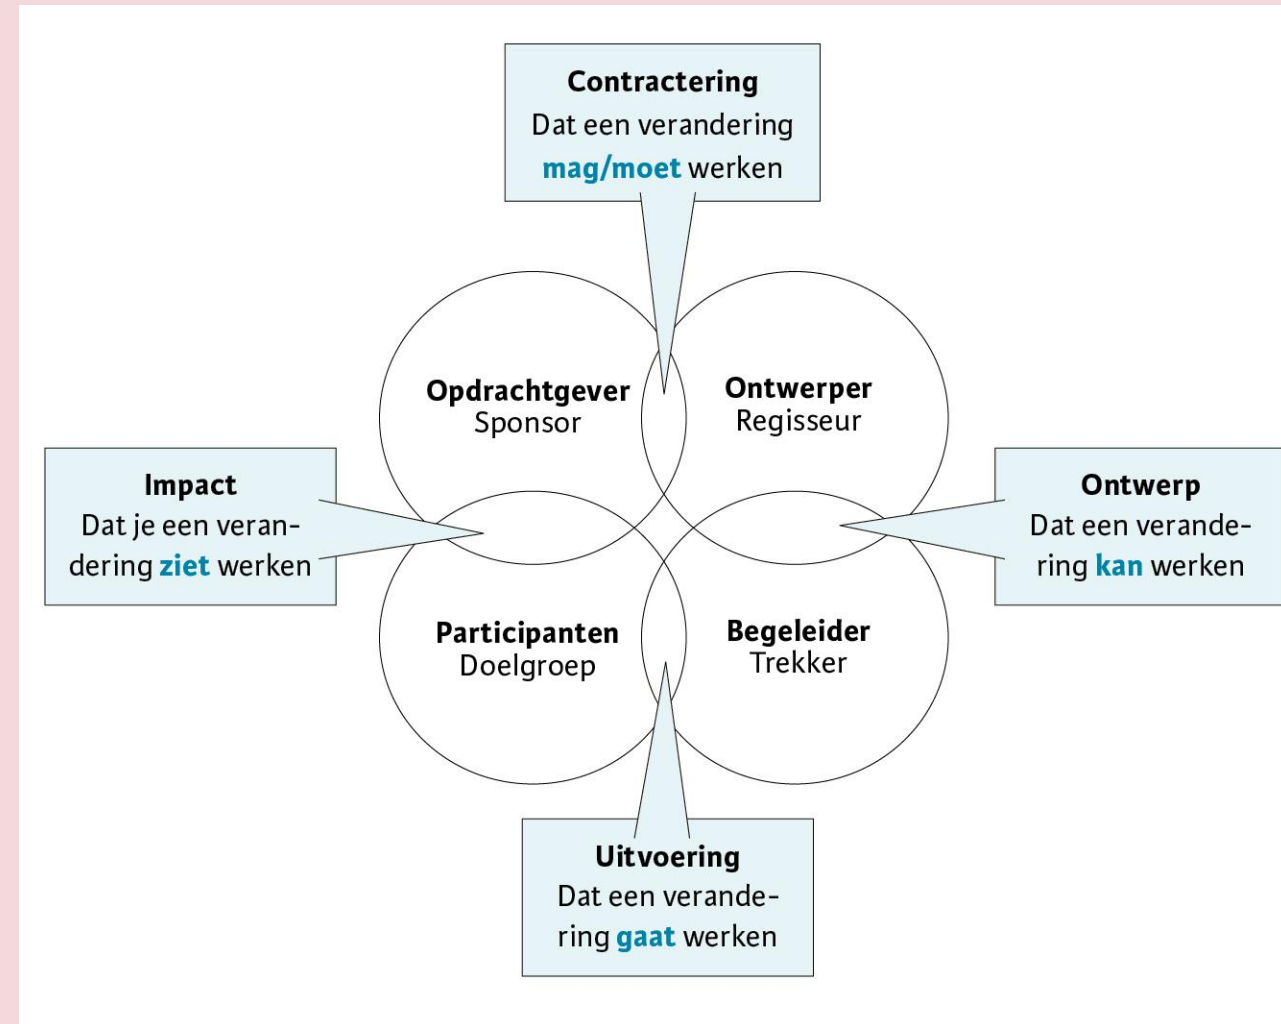 Contractering
Dat een verandering
mag/moet werken
Opdrachtgever
Sponsor
Ontwerper
Regisseur
Impact
Dat je een veran-
dering ziet werken
Ontwerp
Dat een verande-
ring kan werken
Participanten
Doelgroep
Begeleider
Trekker
Uitvoering
Dat een verande-
ring gaat werken